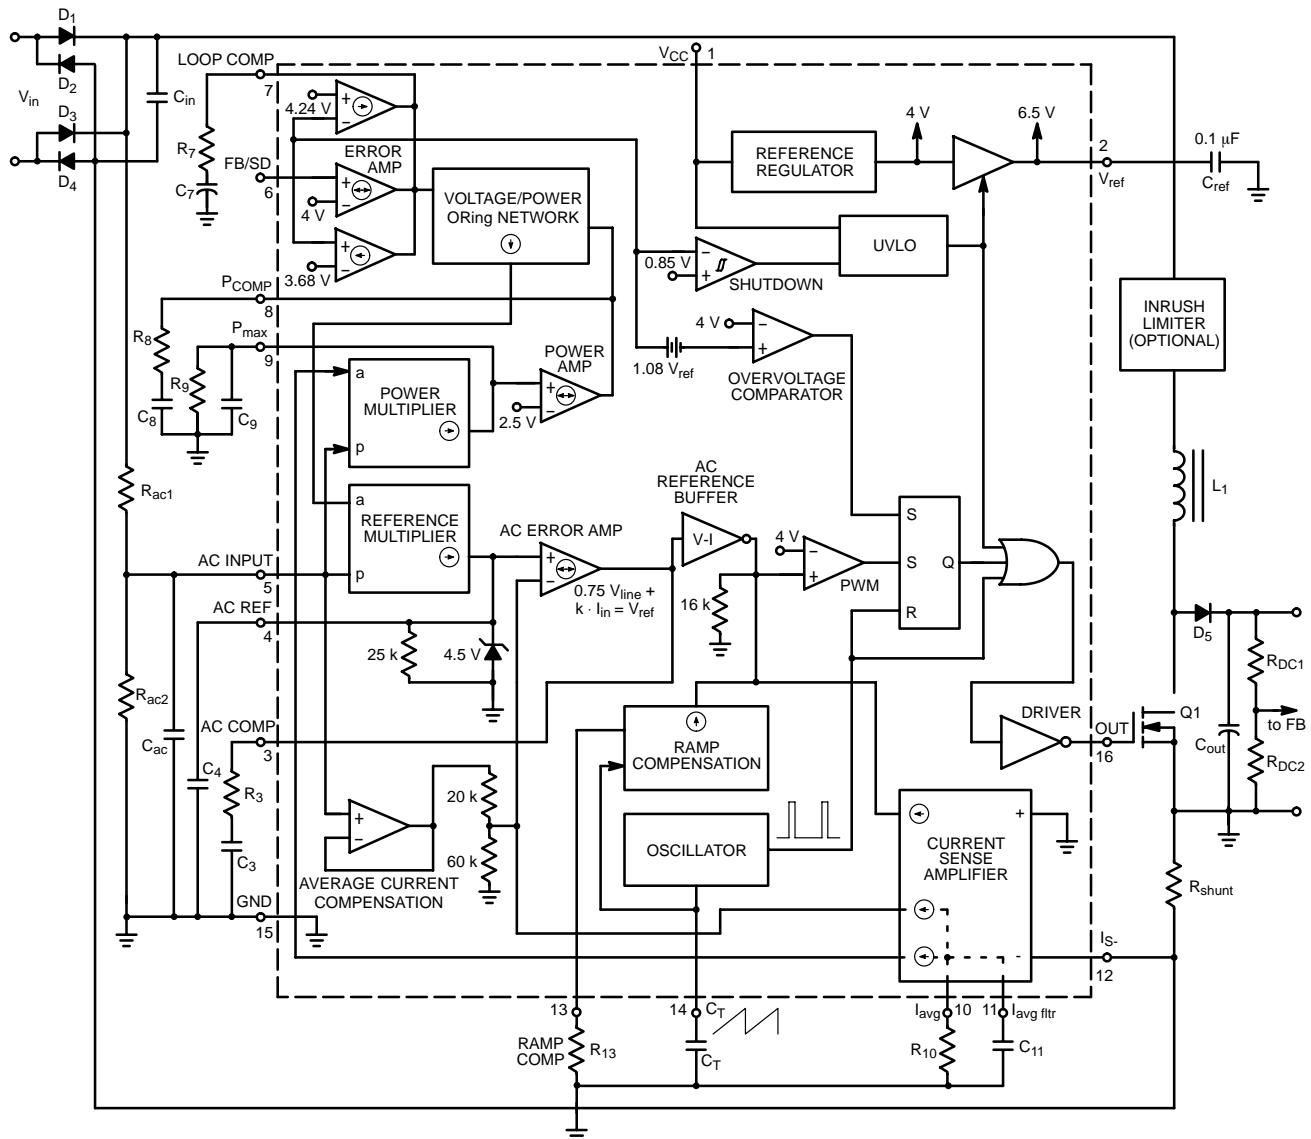 D1
D2
Vin
D3
D4
Cin
LOOP COMP
7
R7
C7
4.24 V
+
−
ERROR
AMP
FB/SD
6
+
−
4 V
+
−
3.68 V
VOLTAGE/POWER
ORing NETWORK
VCC
1
REFERENCE
REGULATOR
4 V
6.5 V
2
Vref
0.1 μF
Cref
UVLO
0.85 V
−
+
SHUTDOWN
4 V
−
+
1.08 Vref
OVERVOLTAGE
COMPARATOR
INRUSH
LIMITER
(OPTIONAL)
PCOMP
8
R8
C8
Pmax
9
R9
C9
a
POWER
MULTIPLIER
p
POWER
AMP
+
−
2.5 V
Rac1
a
REFERENCE
MULTIPLIER
p
AC ERROR AMP
+
−
0.75 Vline +
k · Iin = Vref
AC
REFERENCE
BUFFER
V-I
16 k
4 V
−
+
PWM
S
S
Q
R
L1
AC INPUT
5
AC REF
4
25 k
4.5 V
D5
RDC1
to FB
RDC2
Cout
Rac2
Cac
C4
AC COMP
3
R3
C3
RAMP
COMPENSATION
DRIVER
OUT
16
Q1
+
−
20 k
60 k
AVERAGE CURRENT
COMPENSATION
OSCILLATOR
+
CURRENT
SENSE
AMPLIFIER
-
Rshunt
GND
15
IS-
12
13
RAMP
COMP
R13
14
CT
CT
Iavg
10
R10
11
Iavg fltr
C11